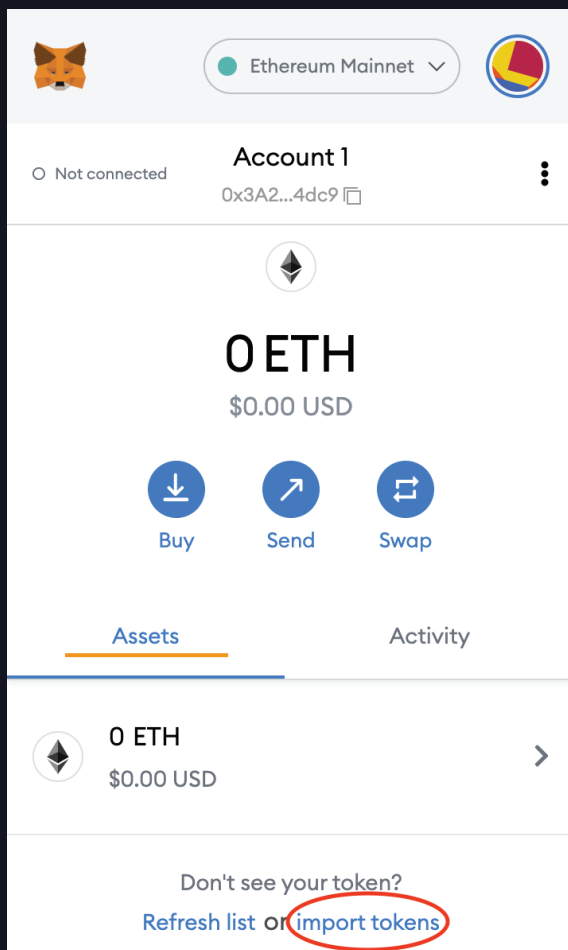 Ethereum Mainnet
Not connected
Account 1
0x3A2...4dc9
0 ETH
$0.00 USD
Buy Send Swap
Assets Activity
0 ETH
$0.00 USD
Don't see your token?
Refresh list or import tokens